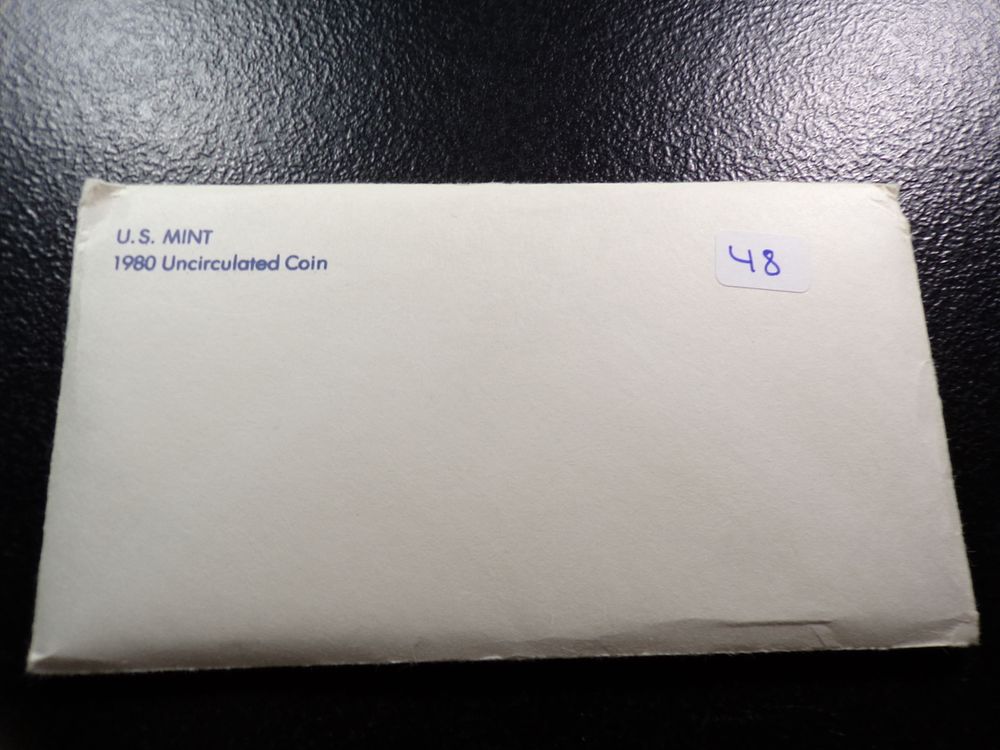 U.S. MINT
1980 Uncirculated Coin
48